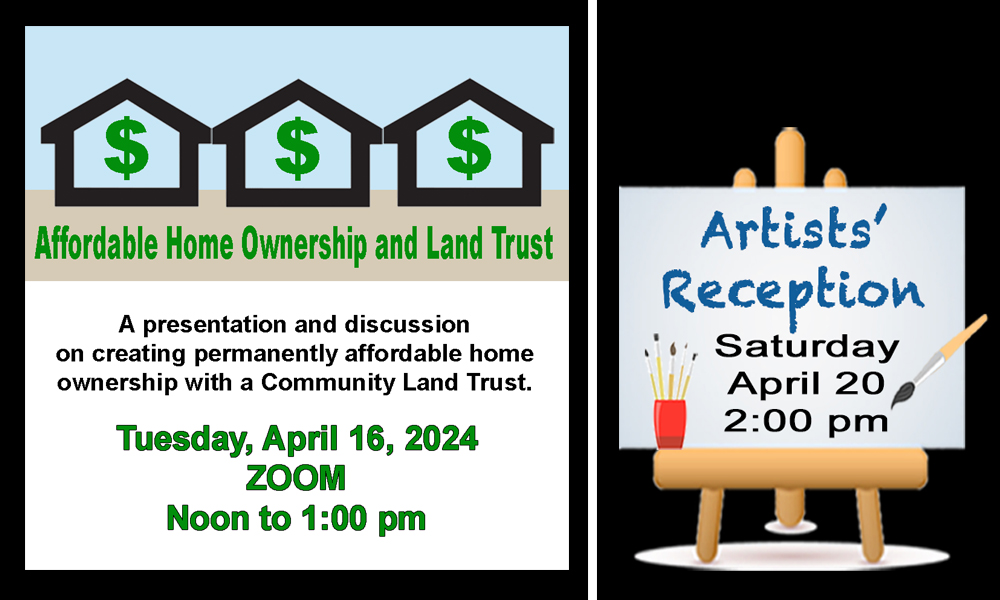 $ $ $
Affordable Home Ownership and Land Trust
A presentation and discussion
on creating permanently affordable home
ownership with a Community Land Trust.
Tuesday, April 16, 2024
ZOOM
Noon to 1:00 pm
Artists’
Reception
Saturday
April 20
2:00 pm